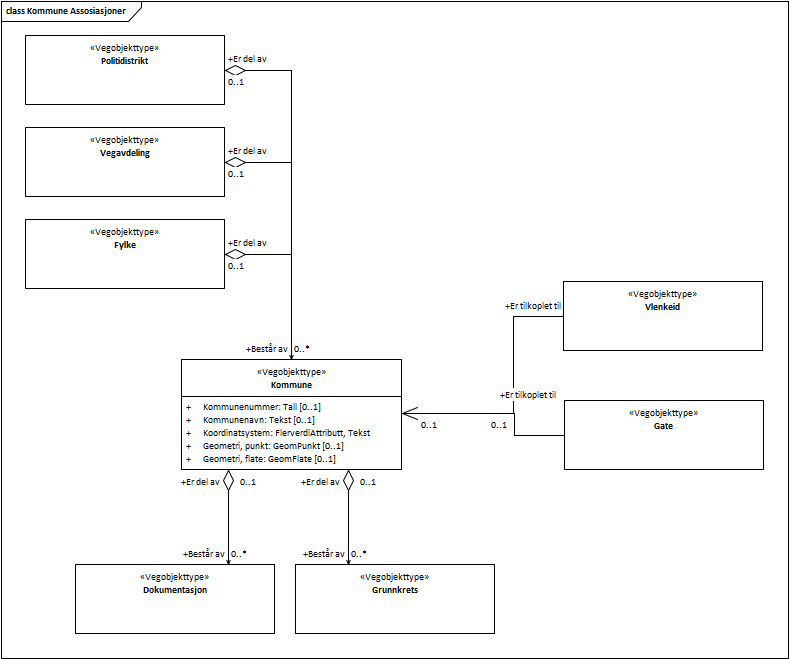 class Kommune Assosiasjoner
«Vegobjekttype»
Politidistrikt
+Er del av
0..1
«Vegobjekttype»
Vegavdeling
+Er del av
0..1
«Vegobjekttype»
Fylke
+Er del av
0..1
+Består av 0..*
«Vegobjekttype»
Kommune
+ Kommunenummer: Tall [0..1]
+ Kommunenavn: Tekst [0..1]
+ Koordinatsystem: FlerverdiAttributt, Tekst
+ Geometri, punkt: GeomPunkt [0..1]
+ Geometri, flate: GeomFlate [0..1]
«Vegobjekttype»
Vlenkeid
+Er tilkoplet til
+Er tilkoplet til
0..1
0..1
«Vegobjekttype»
Gate
+Er del av 0..1
+Er del av 0..1
+Består av 0..*
+Består av 0..*
«Vegobjekttype»
Dokumentasjon
«Vegobjekttype»
Grunnkrets